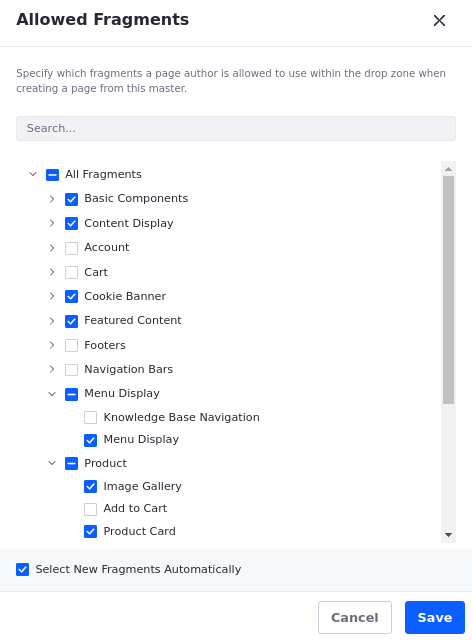 Allowed Fragments
Specify which fragments a page author is allowed to use within the drop zone when
creating a page from this master.
Search...
All Fragments
Basic Components
Content Display
Account
Cart
Cookie Banner
Featured Content
Footers
Navigation Bars
Menu Display
Knowledge Base Navigation
Menu Display
Product
Image Gallery
Add to Cart
Product Card
Select New Fragments Automatically
Cancel
Save